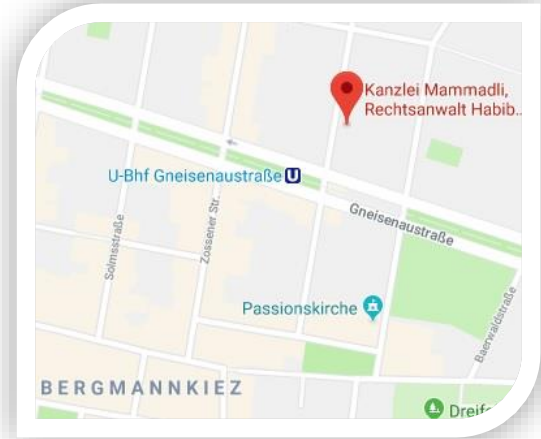 Kanzlei Mammadli,
Rechtsanwalt Habib..
U-Bhf Gneisenaustraße U
Gneisenaustraße
Solmsstraße
Zossener Str.
Passionskirche
Baerwaldstraße
BERGMANNKIEZ